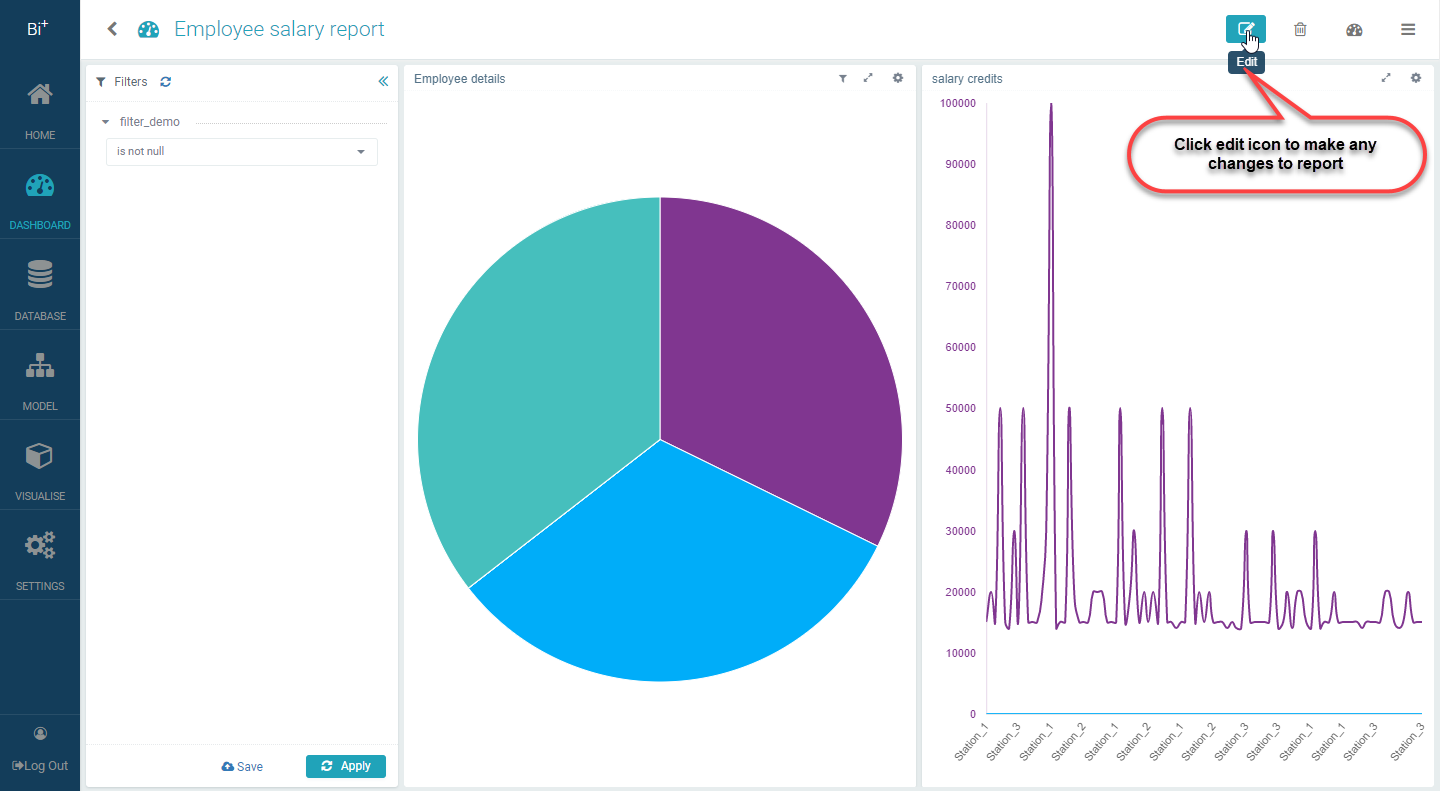 Bi+
Employee salary report
Edit
Click edit icon to make any
changes to report
HOME
DASHBOARD
DATABASE
MODEL
VISUALISE
SETTINGS
Log Out
Filters
filter_demo
is not null
Save
Apply
Employee details
salary credits
100000
90000
80000
70000
60000
50000
40000
30000
20000
10000
0
Station_1
Station_3
Station_1
Station_2
Station_1
Station_2
Station_1
Station_2
Station_3
Station_3
Station_1
Station_1
Station_3
Station_3